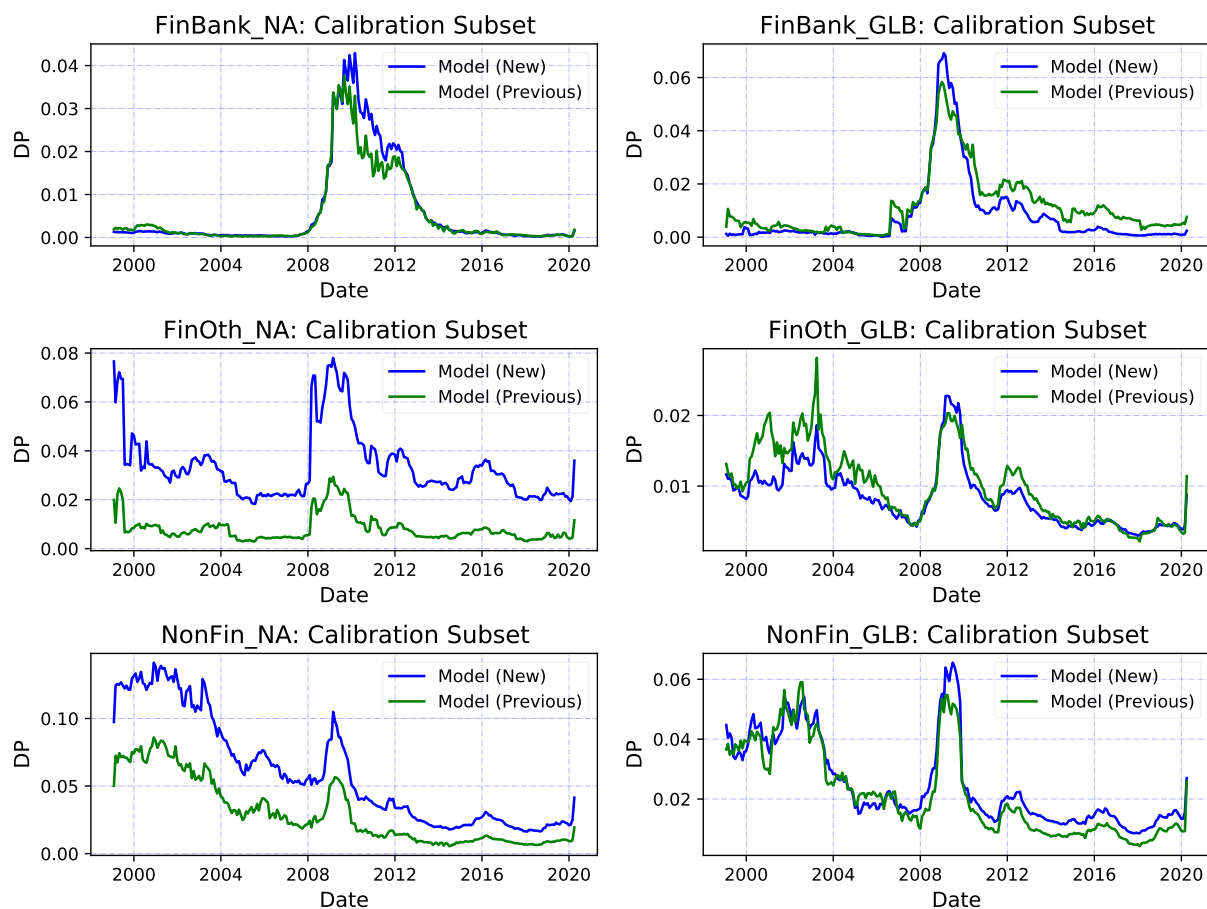 FinBank_NA: Calibration Subset
DP
0.04
0.03
0.02
0.01
0.00
Model (New)
Model (Previous)
2000 2004 2008 2012 2016 2020
Date
FinBank_GLB: Calibration Subset
DP
0.06
0.04
0.02
0.00
Model (New)
Model (Previous)
2000 2004 2008 2012 2016 2020
Date
FinOth_NA: Calibration Subset
DP
0.08
0.06
0.04
0.02
0.00
Model (New)
Model (Previous)
2000 2004 2008 2012 2016 2020
Date
FinOth_GLB: Calibration Subset
DP
0.02
0.01
Model (New)
Model (Previous)
2000 2004 2008 2012 2016 2020
Date
NonFin_NA: Calibration Subset
DP
0.10
0.05
0.00
Model (New)
Model (Previous)
2000 2004 2008 2012 2016 2020
Date
NonFin_GLB: Calibration Subset
DP
0.06
0.04
0.02
Model (New)
Model (Previous)
2000 2004 2008 2012 2016 2020
Date